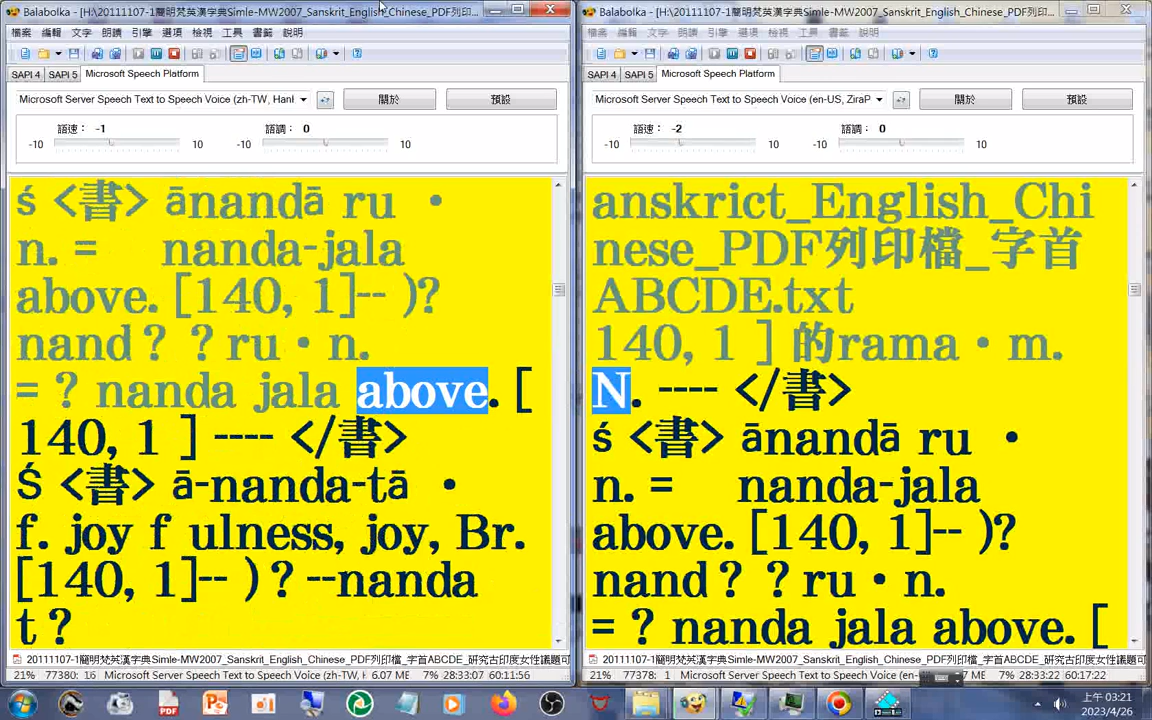 Balabolka - [H:\20111107-1簡明梵英漢字典Simle-MW2007_Sanskrit_English_Chinese_PDF列印...
檔案 編輯 文字 朗讀 引擎 選項 檢視 工具 書籤 說明
SAPI 4 SAPI 5 Microsoft Speech Platform
Microsoft Server Speech Text to Speech Voice (zh-TW, Hanl
關於
預設
語速： -1
語調： 0
-10 10 -10 10
ś <書> ānandā ru •
n. = nanda-jala
above. [140, 1]-- )?
nand？ ？ru•n.
=？ nanda jala above. [
140, 1 ] ---- </書>
Ś <書> ā-nanda-tā •
f. joy f ulness, joy, Br.
[140, 1]-- )？--nanda
t？
20111107-1簡明梵英漢字典Simle-MW2007_Sanskrit_English_Chinese_PDF列印檔_字首ABCDE_研究古印度女性議題可
21% 77380: 16 Microsoft Server Speech Text to Speech Voice (zh-TW, H 6.07 ME 7% 28:33:07 60:11:56
Balabolka - [H:\20111107-1簡明梵英漢字典Simle-MW2007_Sanskrit_English_Chinese_PDF列印...
檔案 編輯 文字 朗讀 引擎 選項 檢視 工具 書籤 說明
SAPI 4 SAPI 5 Microsoft Speech Platform
Microsoft Server Speech Text to Speech Voice (en-US, ZiraP
關於
預設
語速： -2
語調： 0
-10 10 -10 10
anskrict_English_Chi
nese_PDF列印檔_字首
ABCDE.txt
140, 1 ] 的rama•m.
N. ---- </書>
ś <書> ānandā ru •
n. = nanda-jala
above. [140, 1]-- )?
nand？ ？ru•n.
=？ nanda jala above. [
20111107-1簡明梵英漢字典Simle-MW2007_Sanskrit_English_Chinese_PDF列印檔_字首ABCDE_研究古印度女性議題可
21% 77378: 1 Microsoft Server Speech Text to Speech Voice (en-U 7% 28:33:22 60:17:22
上午 03:21
2023/4/26